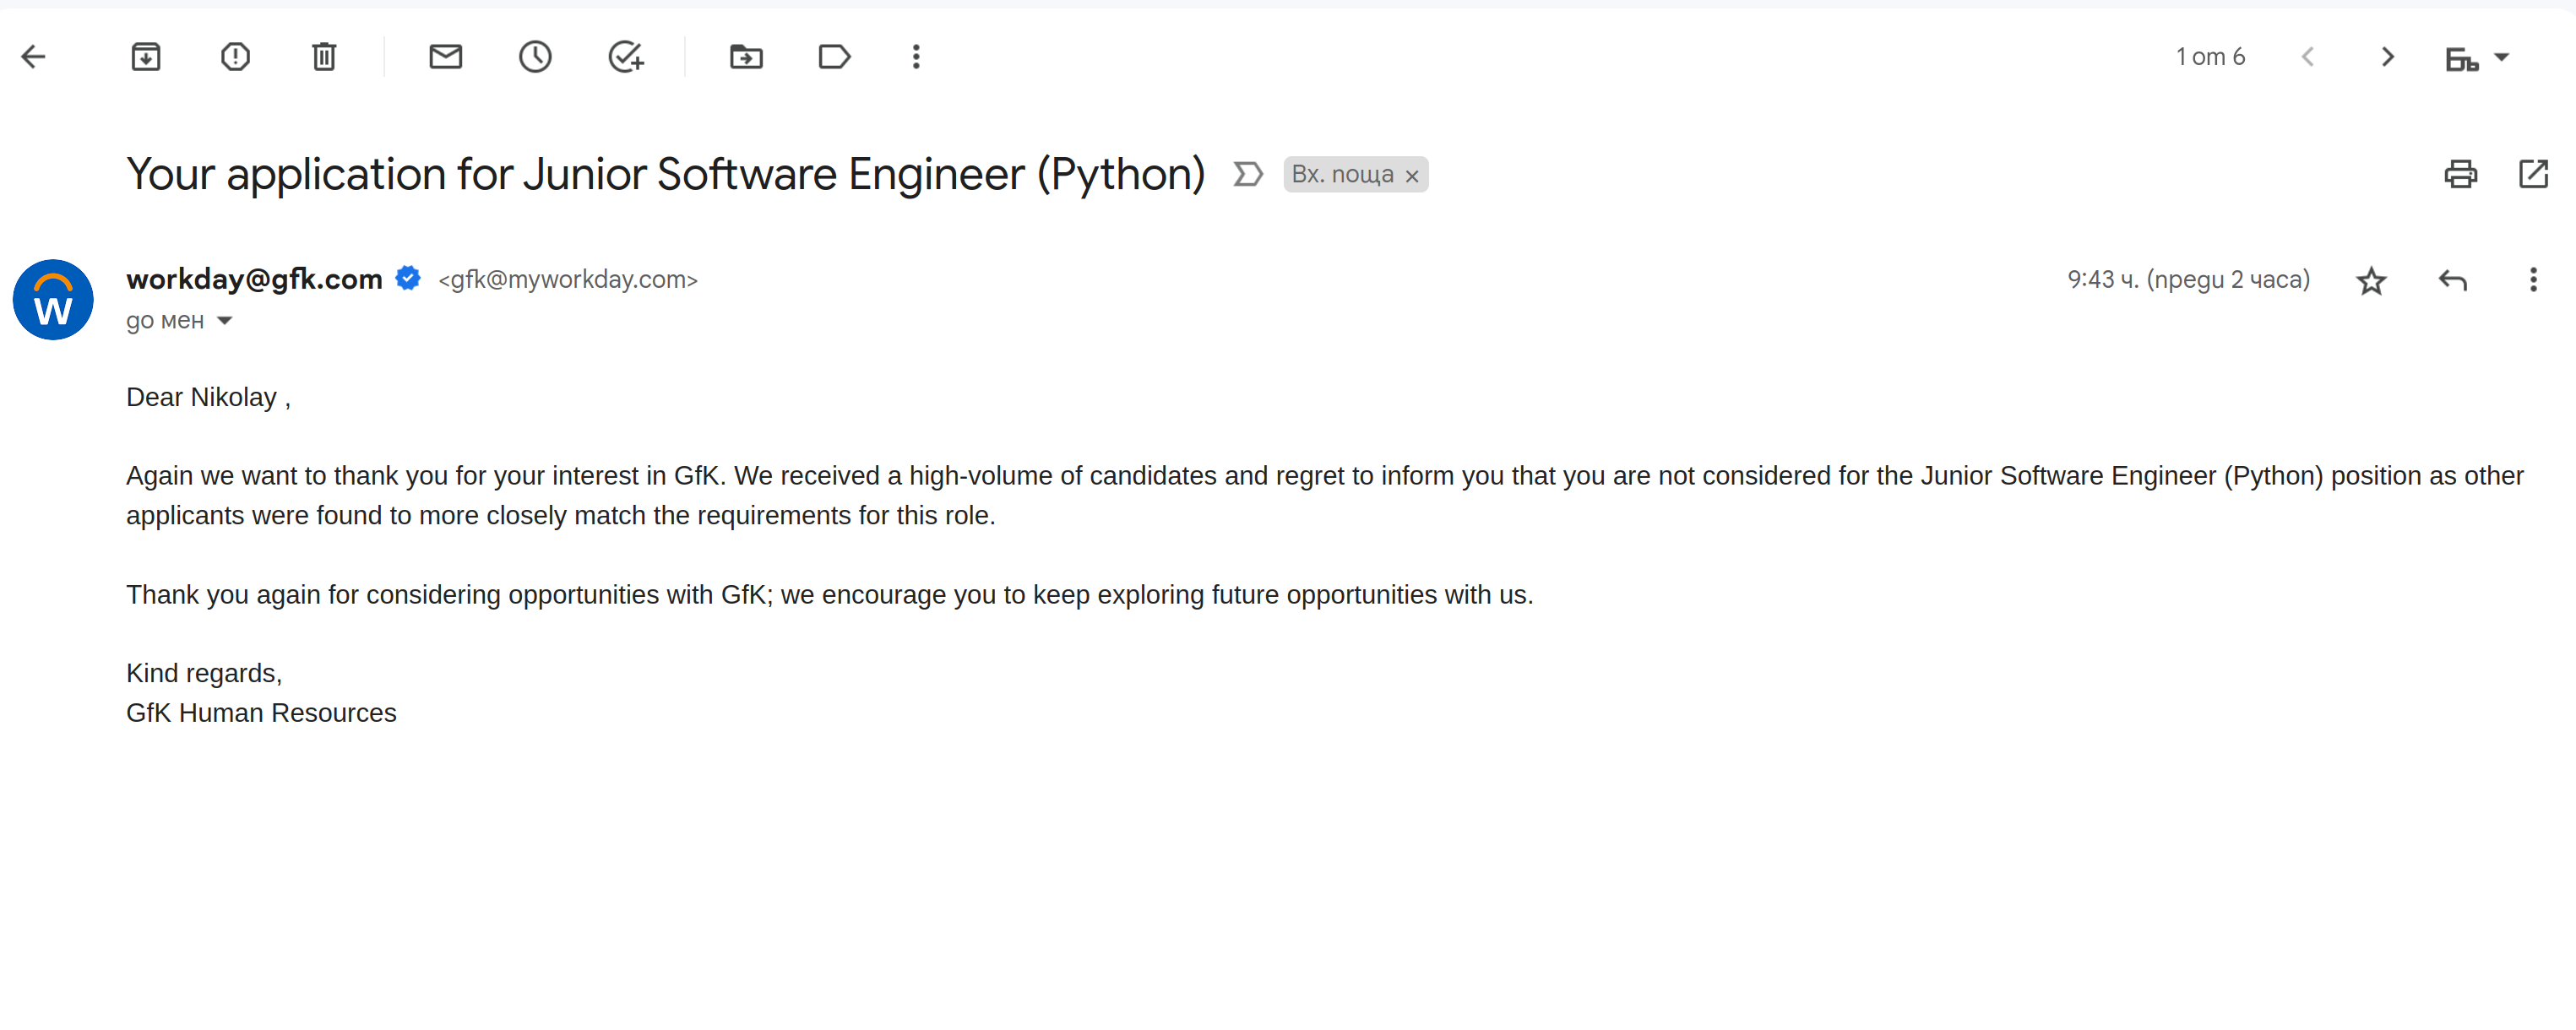 1 от 6
Your application for Junior Software Engineer (Python) Вх. поща ×
workday@gfk.com <gfk@myworkday.com> 9:43 ч. (преди 2 часа)
до мен
W
Dear Nikolay ,
Again we want to thank you for your interest in GfK. We received a high-volume of candidates and regret to inform you that you are not considered for the Junior Software Engineer (Python) position as other
applicants were found to more closely match the requirements for this role.
Thank you again for considering opportunities with GfK; we encourage you to keep exploring future opportunities with us.
Kind regards,
GfK Human Resources